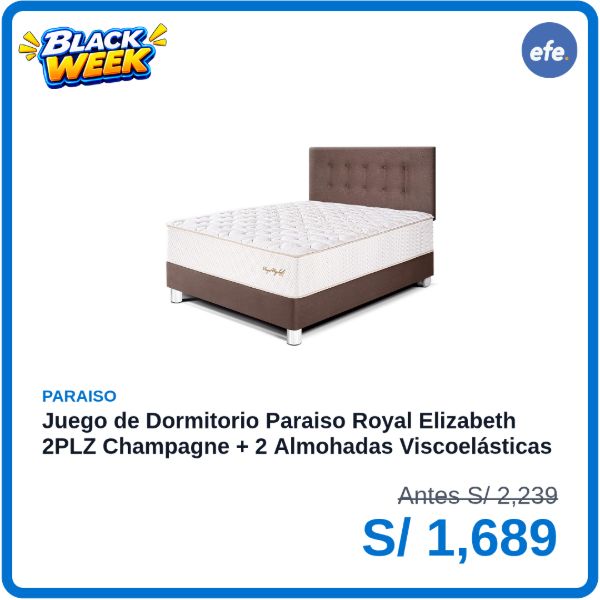 BLACK
WEEK
efe.
PARAISO
Juego de Dormitorio Paraiso Royal Elizabeth
2PLZ Champagne + 2 Almohadas Viscoelásticas
Antes S/ 2,239
S/ 1,689